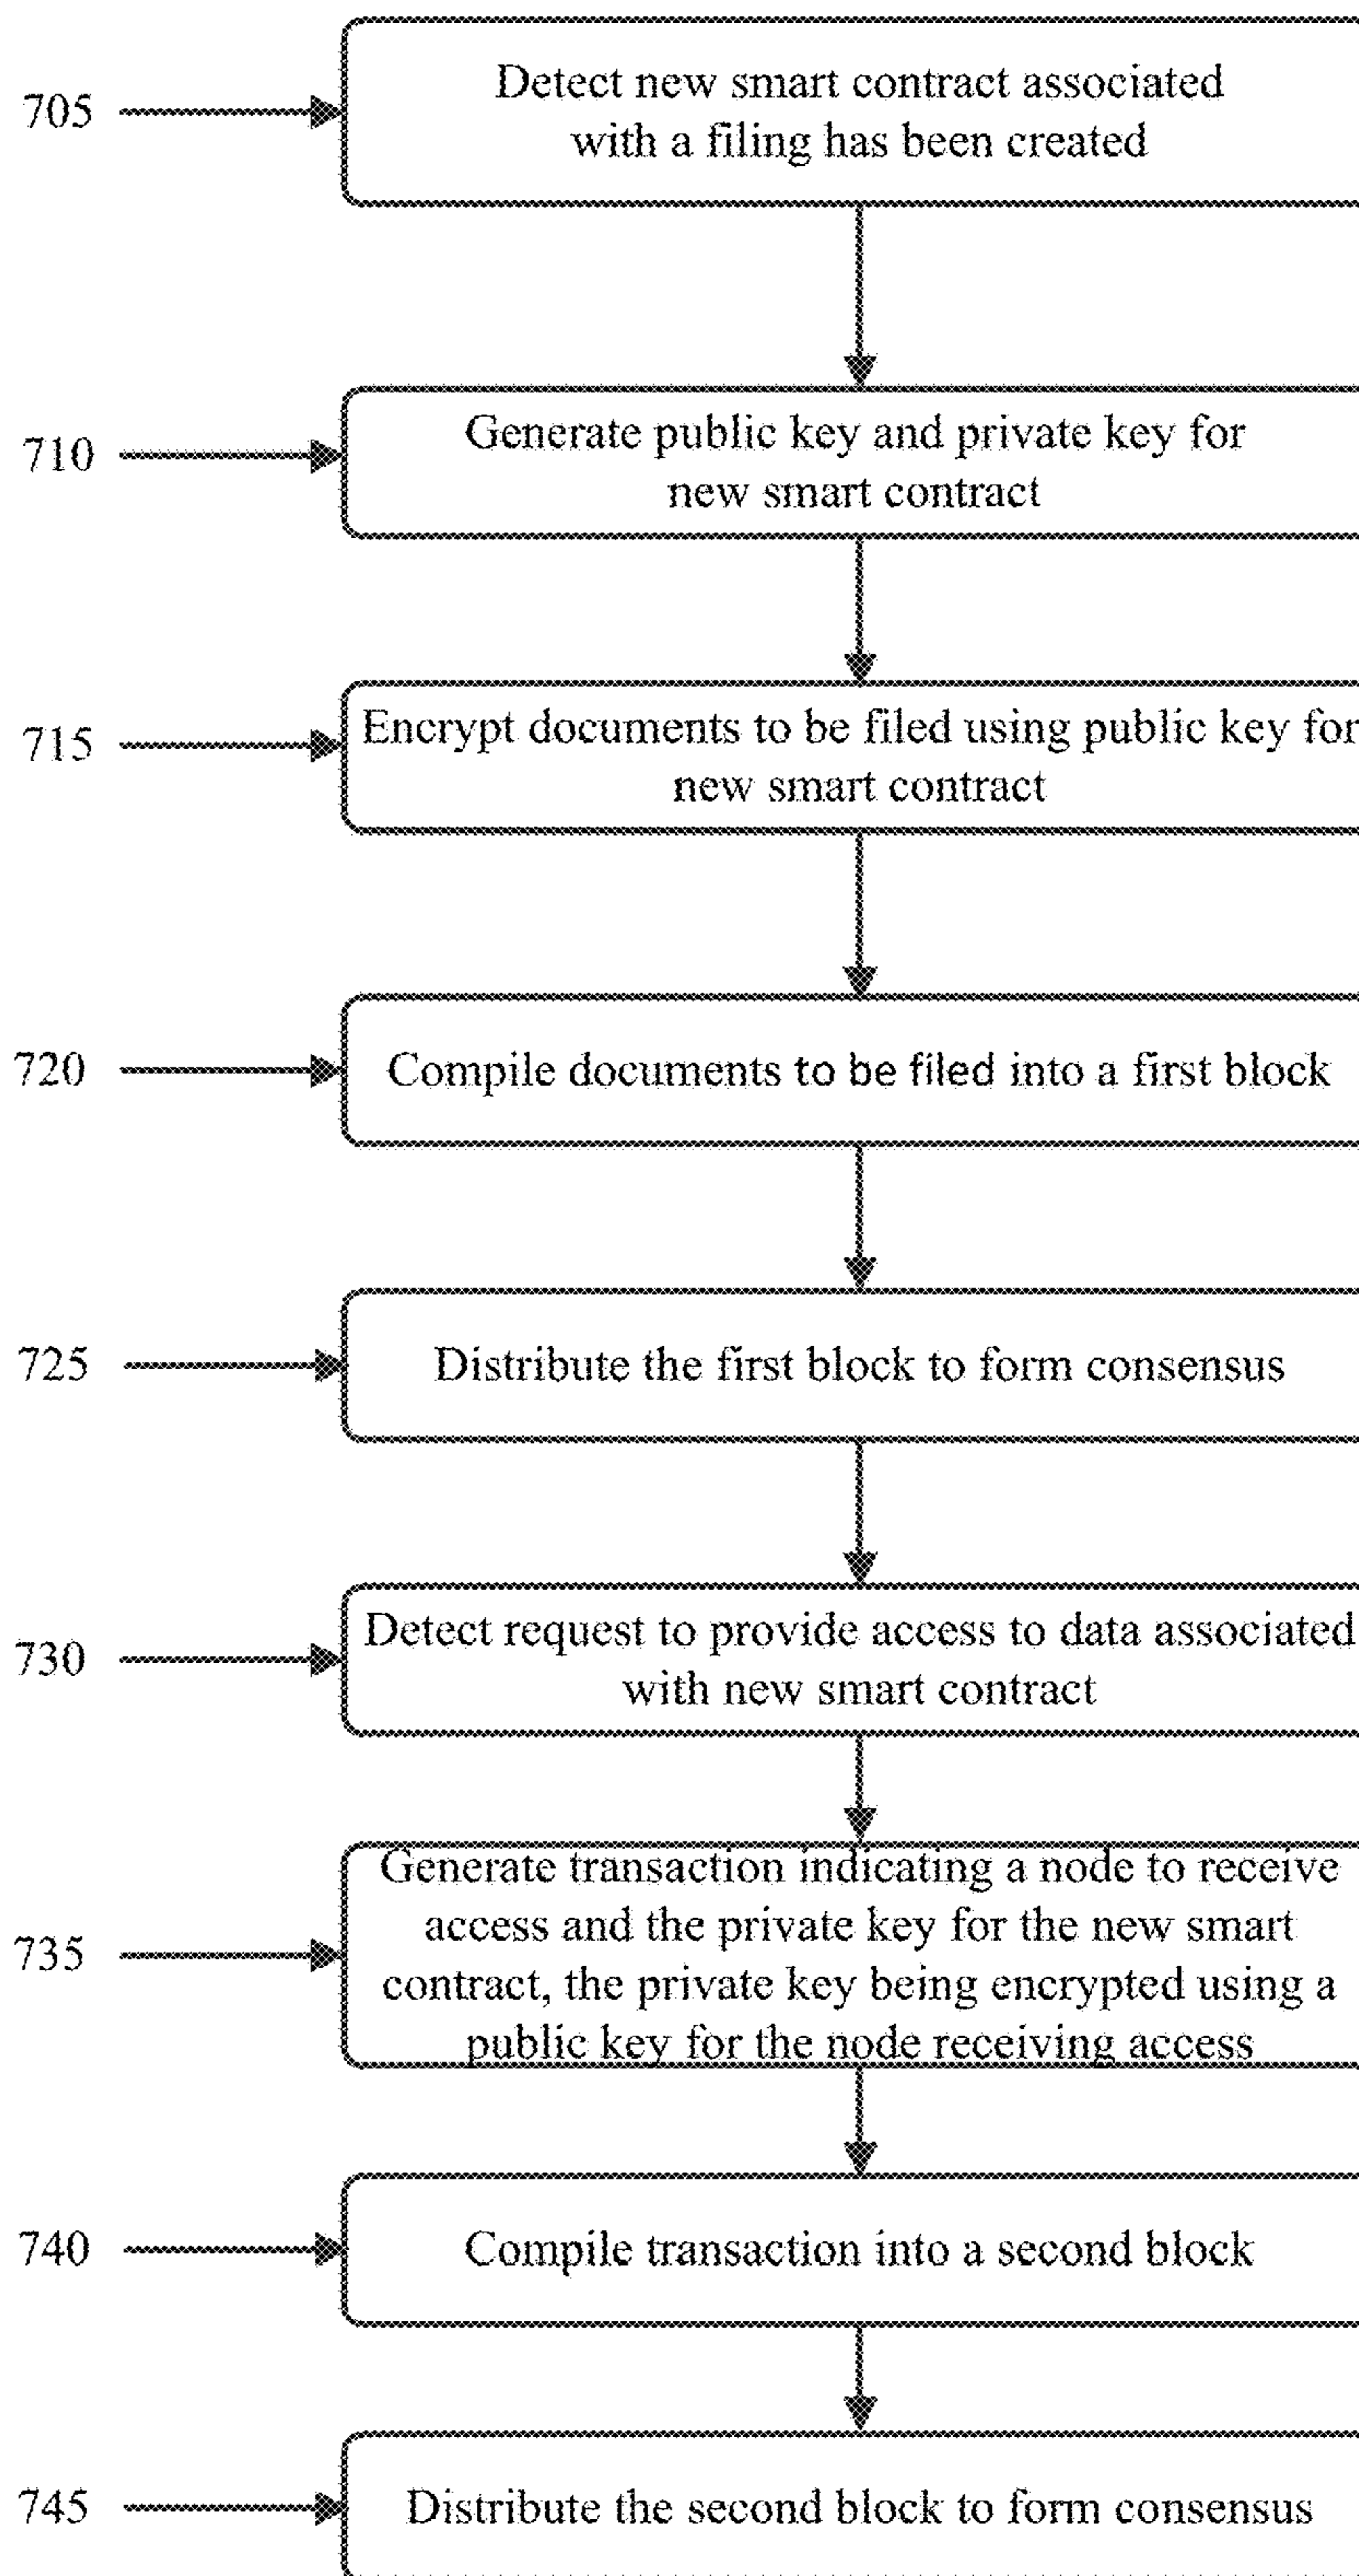 705
Detect new smart contract associated
with a filing has been created
710
Generate public key and private key for
new smart contract
715
Encrypt documents to be filed using public key for
new smart contract
720
Compile documents to be filed into a first block
725
Distribute the first block to form consensus
730
Detect request to provide access to data associated
with new smart contract
735
Generate transaction indicating a node to receive
access and the private key for the new smart
contract, the private key being encrypted using a
public key for the node receiving access
740
Compile transaction into a second block
745
Distribute the second block to form consensus